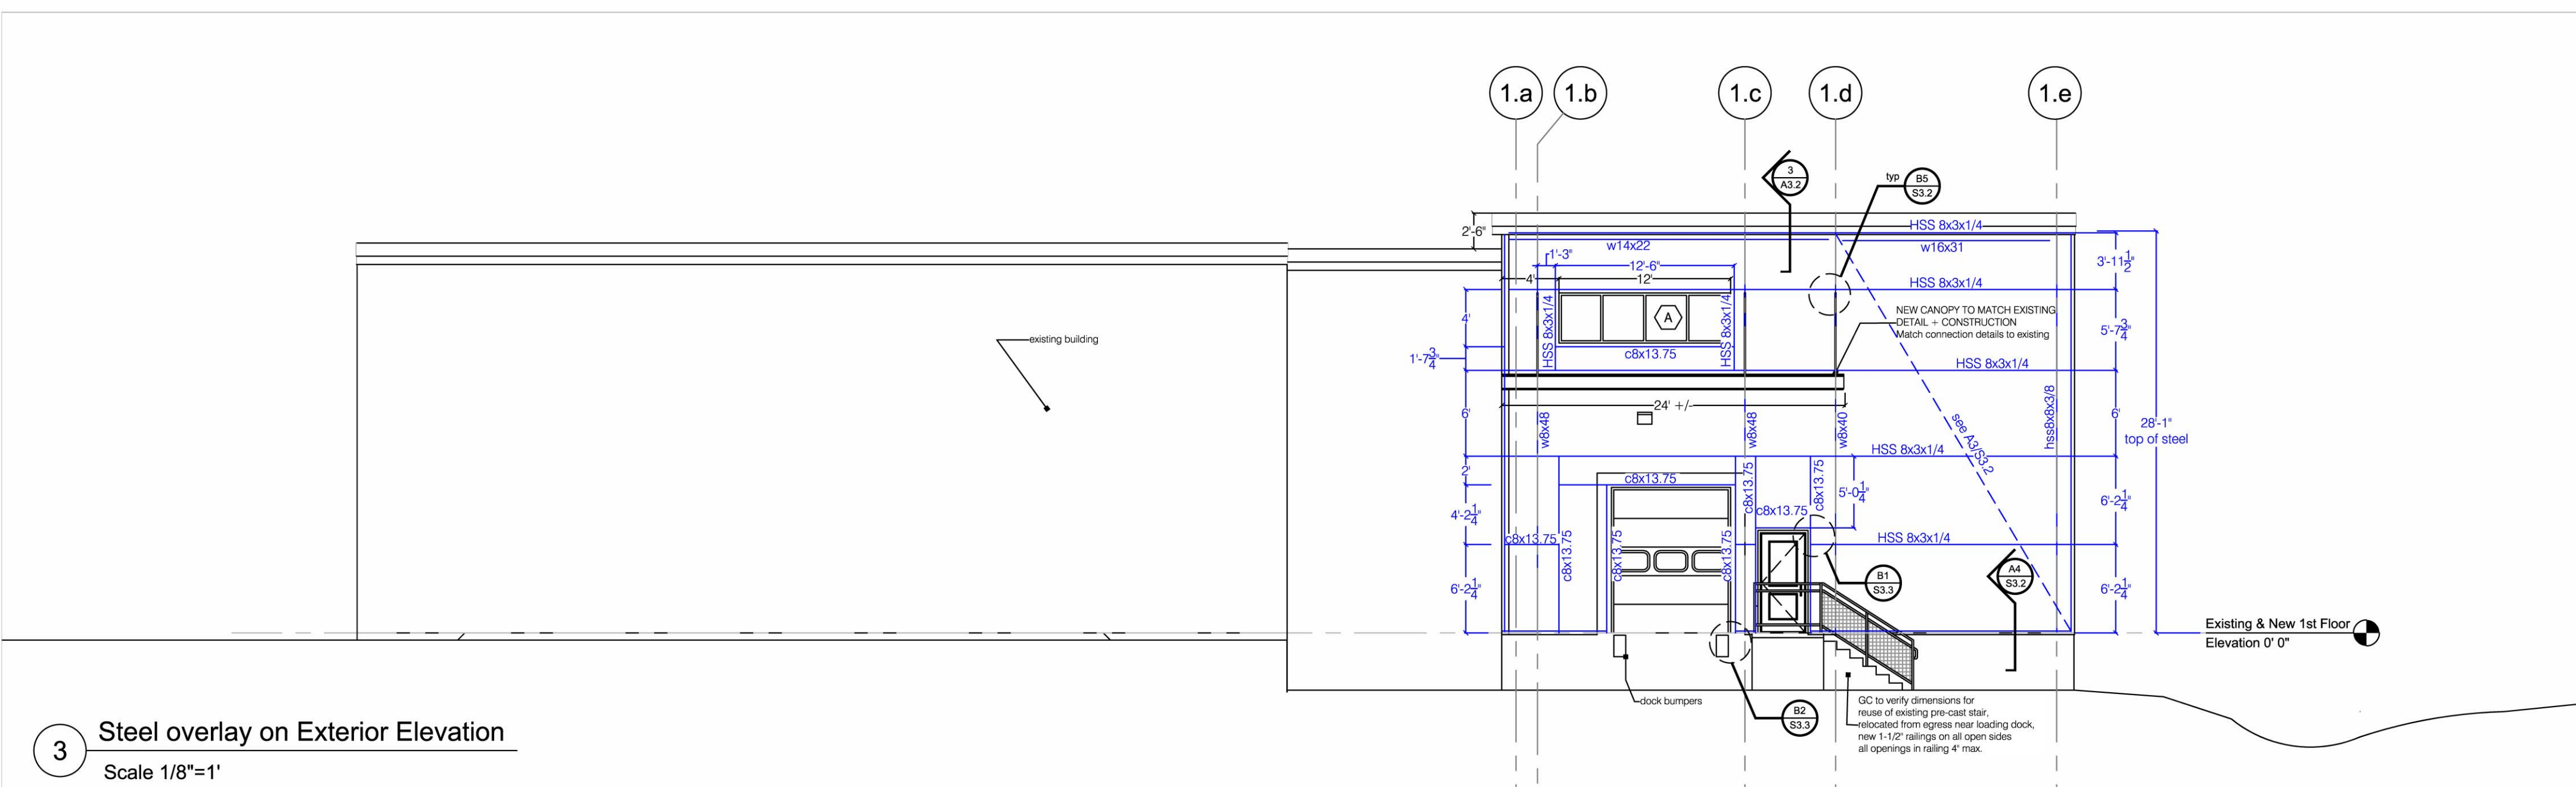 1.a
1.b
1.c
1.d
1.e
3
A3.2
typ
B5
S3.2
2'-6"
HSS 8x3x1/4
w14x22
w16x31
1'-3"
12'-6"
3'-11 1/2"
4'
12'
HSS 8x3x1/4
HSS 8x3x1/4
HSS 8x3x1/4
A
NEW CANOPY TO MATCH EXISTING
DETAIL + CONSTRUCTION
Match connection details to existing
4'
5'-7 3/4"
existing building
1'-7 3/4"
c8x13.75
HSS 8x3x1/4
24' +/-
6'
w8x48
w8x48
w8x40
see A3/S3.2
hss8x8x3/8
6'
28'-1"
top of steel
HSS 8x3x1/4
2'
c8x13.75
c8x13.75
c8x13.75
5'-0 1/4"
6'-2 1/4"
4'-2 1/4"
c8x13.75
c8x13.75
HSS 8x3x1/4
c8x13.75
c8x13.75
c8x13.75
6'-2 1/4"
B1
S3.3
A4
S3.2
6'-2 1/4"
Existing & New 1st Floor
Elevation 0' 0"
dock bumpers
B2
S3.3
GC to verify dimensions for
reuse of existing pre-cast stair,
relocated from egress near loading dock,
new 1-1/2" railings on all open sides
all openings in railing 4" max.
3
Steel overlay on Exterior Elevation
Scale 1/8"=1'